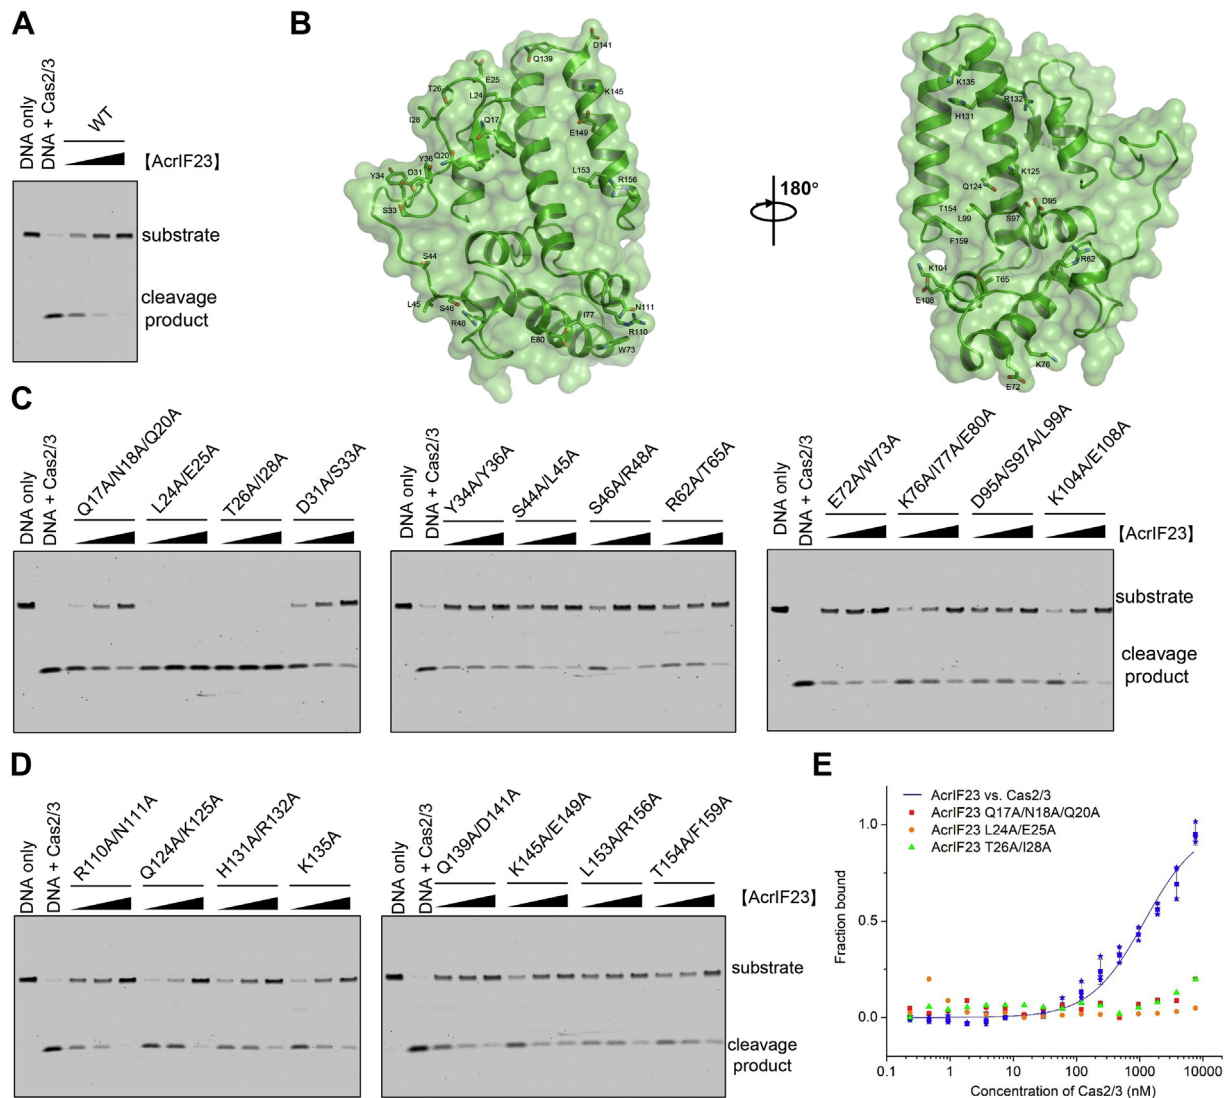 A
DNA only
DNA + Cas2/3
WT
【AcrIF23】
substrate
cleavage
product
B
D141
Q139
E25
T26
L24
K145
I28
Q17
E149
Q20
Y36
D31
Y34
L153
R156
S33
S44
L45
S46
R48
I77
N111
E80
R110
W73
180°
K135
R132
H131
K125
Q124
D95
T154
L99
S97
F159
R62
K104
T65
E108
K76
E72
C
DNA only
DNA + Cas2/3
Q17A/N18A/Q20A
L24A/E25A
T26A/I28A
D31A/S33A
DNA only
DNA + Cas2/3
Y34A/Y36A
S44A/L45A
S46A/R48A
R62A/T65A
DNA only
DNA + Cas2/3
E72A/W73A
K76A/I77A/E80A
D95A/S97A/L99A
K104A/E108A
【AcrIF23】
substrate
cleavage
product
D
DNA only
DNA + Cas2/3
R110A/N111A
Q124A/K125A
H131A/R132A
K135A
DNA only
DNA + Cas2/3
Q139A/D141A
K145A/E149A
L153A/R156A
T154A/F159A
【AcrIF23】
substrate
cleavage
product
E
AcrIF23 vs. Cas2/3
AcrIF23 Q17A/N18A/Q20A
AcrIF23 L24A/E25A
AcrIF23 T26A/I28A
1.0
0.5
0.0
Fraction bound
0.1
1
10
100
1000
10000
Concentration of Cas2/3 (nM)